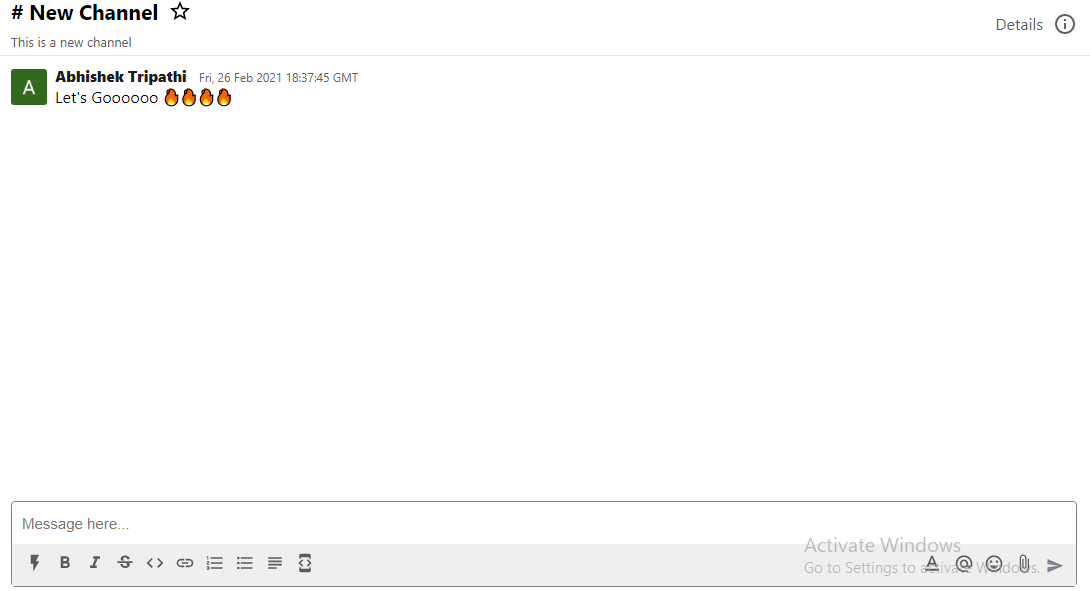 # New Channel
Details
This is a new channel
A
Abhishek Tripathi Fri, 26 Feb 2021 18:37:45 GMT
Let's Goooooo 🔥🔥🔥🔥
Message here...
Activate Windows
Go to Settings to activate Windows.